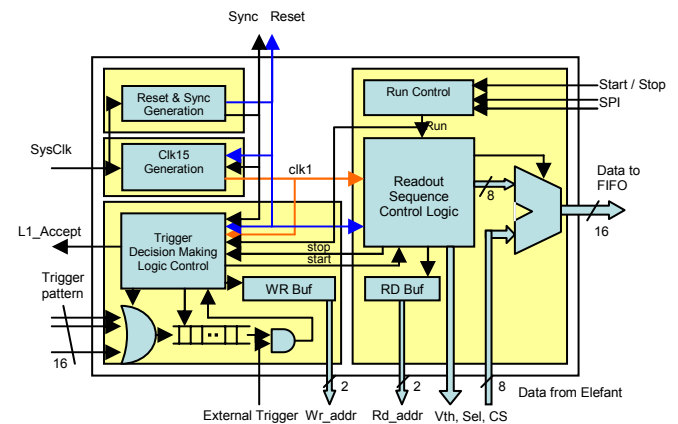 Sync Reset
Start / Stop
SPI
Run Control
Reset & Sync
Generation
Run
SysClk
Clk15
Generation
clk1
Readout
Sequence
Control Logic
8
Data to
FIFO
16
L1_Accept
Trigger
Decision Making
Logic Control
stop
start
Trigger
pattern
WR Buf
RD Buf
16
2
2
8
Data from Elefant
External Trigger Wr_addr Rd_addr Vth, Sel, CS